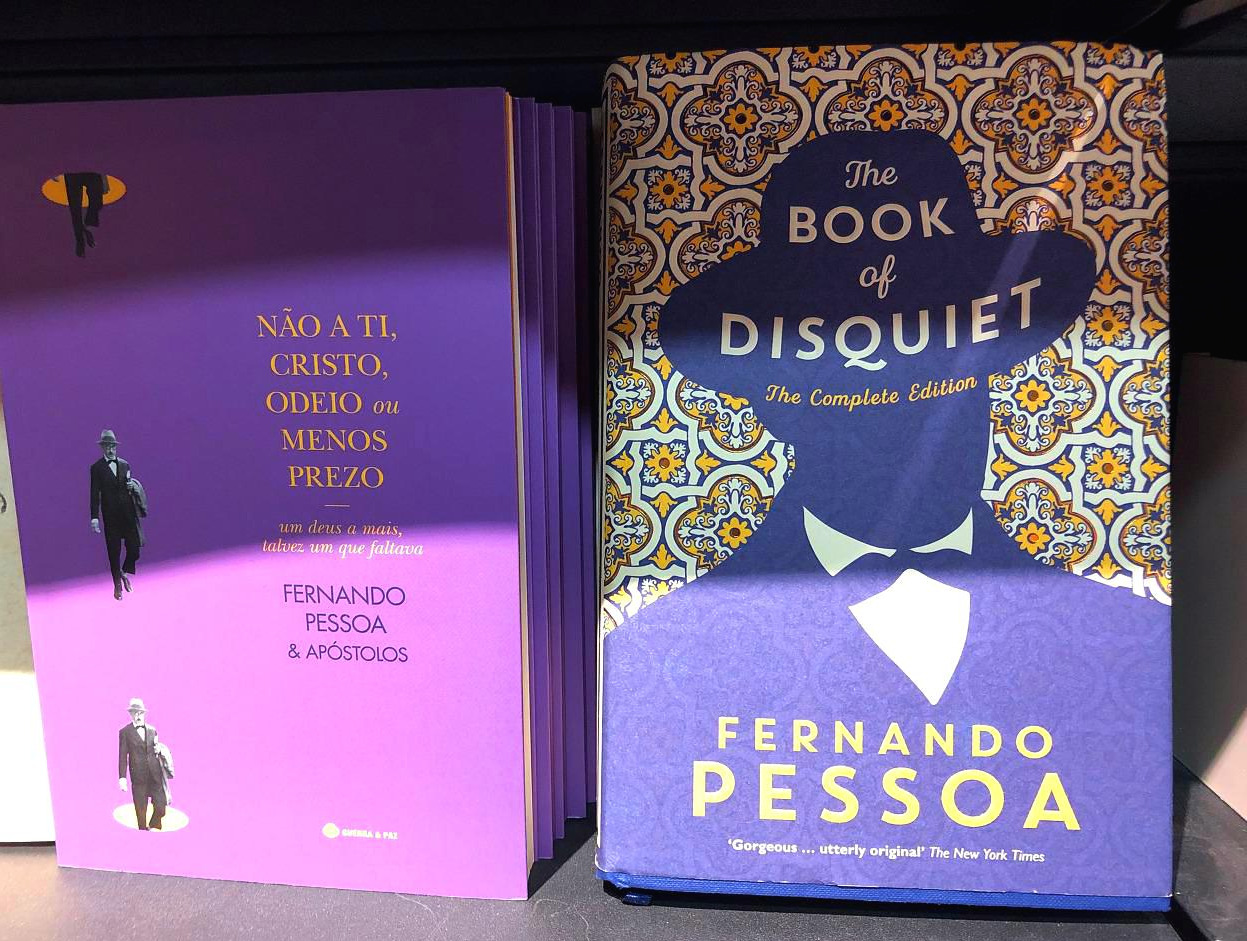 NÃO A TI,
CRISTO,
ODEIO ou
MENOS
PREZO
um deus a mais,
talvez um que faltava
FERNANDO
PESSOA
& APÓSTOLOS
GUERRA & PAZ
The
BOOK
of
DISQUIET
The Complete Edition
FERNANDO
PESSOA
‘Gorgeous ... utterly original’ The New York Times